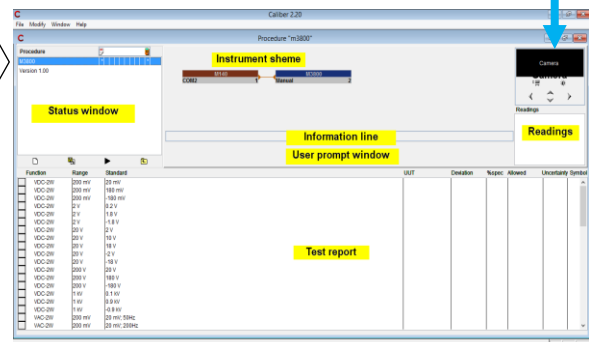 Caliber 2.20
File Modify Window Help
Procedure "m3800"
Procedure
M3800
Version 1.00
Status window
Instrument sheme
M140 M3800
COM2 1 Manual 2
Information line
User prompt window
Camera
Readings
Readings
Function Range Standard UUT Deviation %spec Allowed Uncertainty Symbol
VDC-2W 200 mV 20 mV
VDC-2W 200 mV 180 mV
VDC-2W 200 mV -180 mV
VDC-2W 2 V 0.2 V
VDC-2W 2 V 1.8 V
VDC-2W 2 V -1.8 V
VDC-2W 20 V 2 V
VDC-2W 20 V 10 V
VDC-2W 20 V 18 V
VDC-2W 20 V -2 V
VDC-2W 20 V -18 V
VDC-2W 200 V 20 V
VDC-2W 200 V 180 V
VDC-2W 200 V -180 V
VDC-2W 1 kV 0.1 kV
VDC-2W 1 kV 0.9 kV
VDC-2W 1 kV -0.9 kV
VAC-2W 200 mV 20 mV; 50Hz
VAC-2W 200 mV 20 mV; 200Hz
Test report